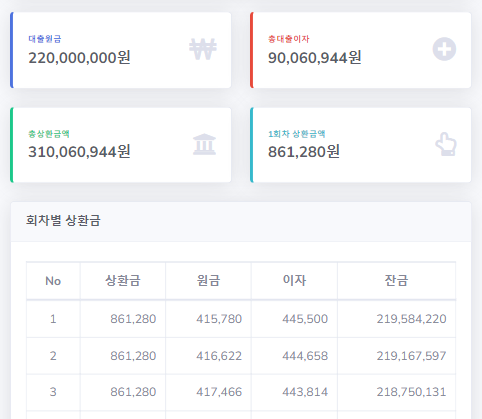 대출원금
220,000,000원
총대출이자
90,060,944원
총상환금액
310,060,944원
1회차 상환금액
861,280원
회차별 상환금
No 상환금 원금 이자 잔금
1 861,280 415,780 445,500 219,584,220
2 861,280 416,622 444,658 219,167,597
3 861,280 417,466 443,814 218,750,131